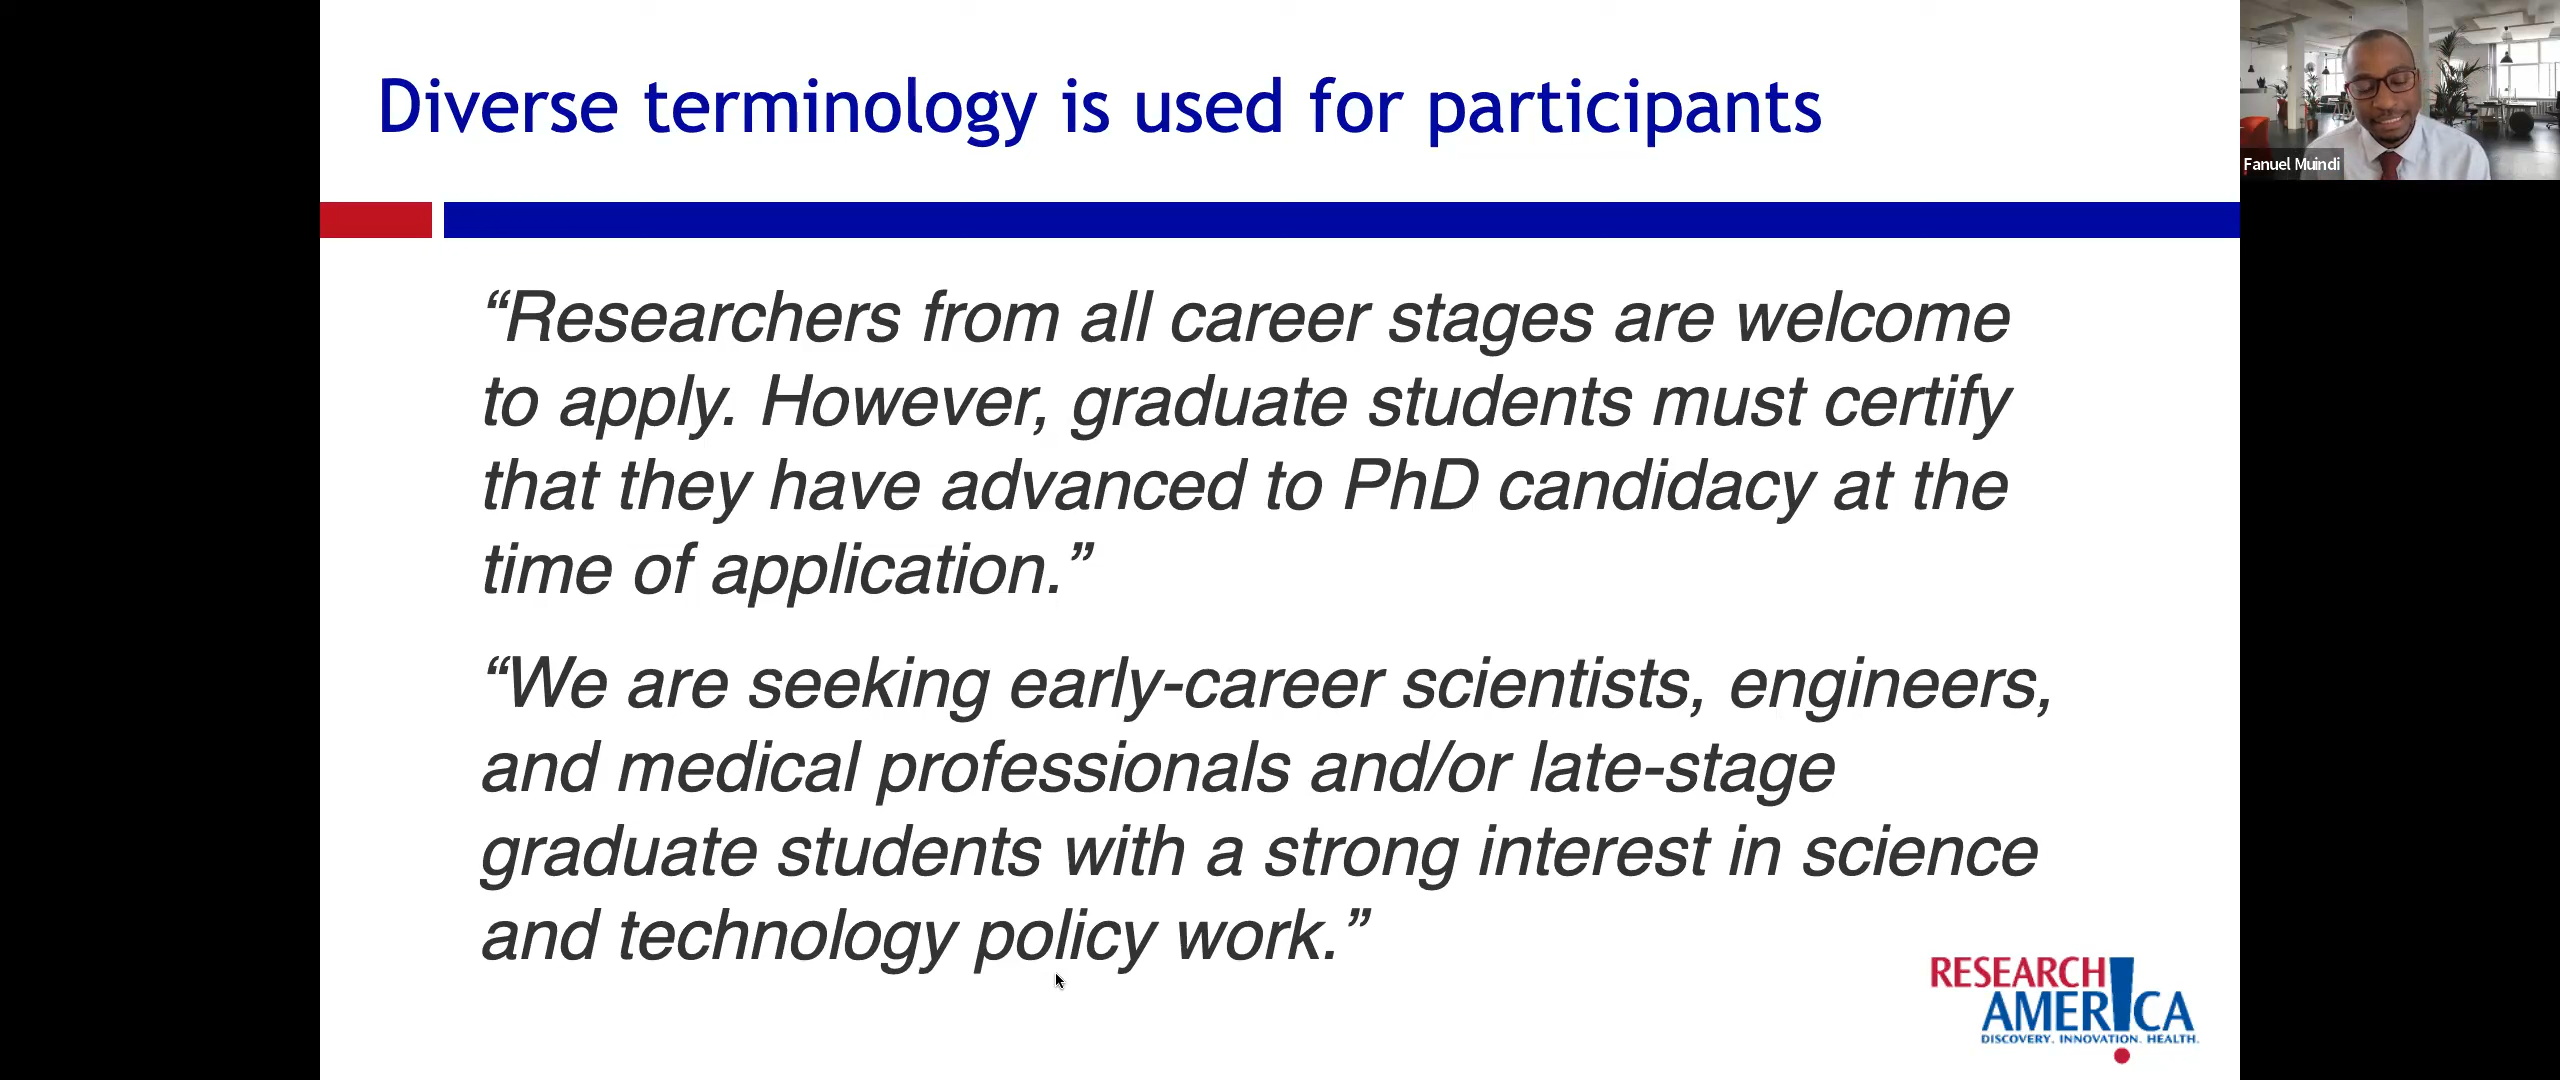 Diverse terminology is used for participants
Fanuel Muindi
“Researchers from all career stages are welcome
to apply. However, graduate students must certify
that they have advanced to PhD candidacy at the
time of application.”
“We are seeking early-career scientists, engineers,
and medical professionals and/or late-stage
graduate students with a strong interest in science
and technology policy work.”
RESEARCH
AMER!CA
DISCOVERY. INNOVATION. HEALTH.